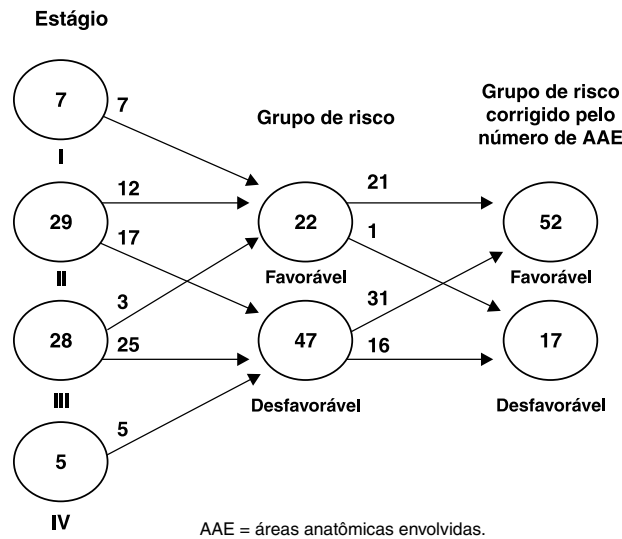 Estágio
Grupo de risco
Grupo de risco
corrigido pelo
número de AAE
7
7
I
12
29
17
II
3
28
25
III
5
5
IV
22
Favorável
47
Desfavorável
21
1
31
16
52
Favorável
17
Desfavorável
AAE = áreas anatômicas envolvidas.